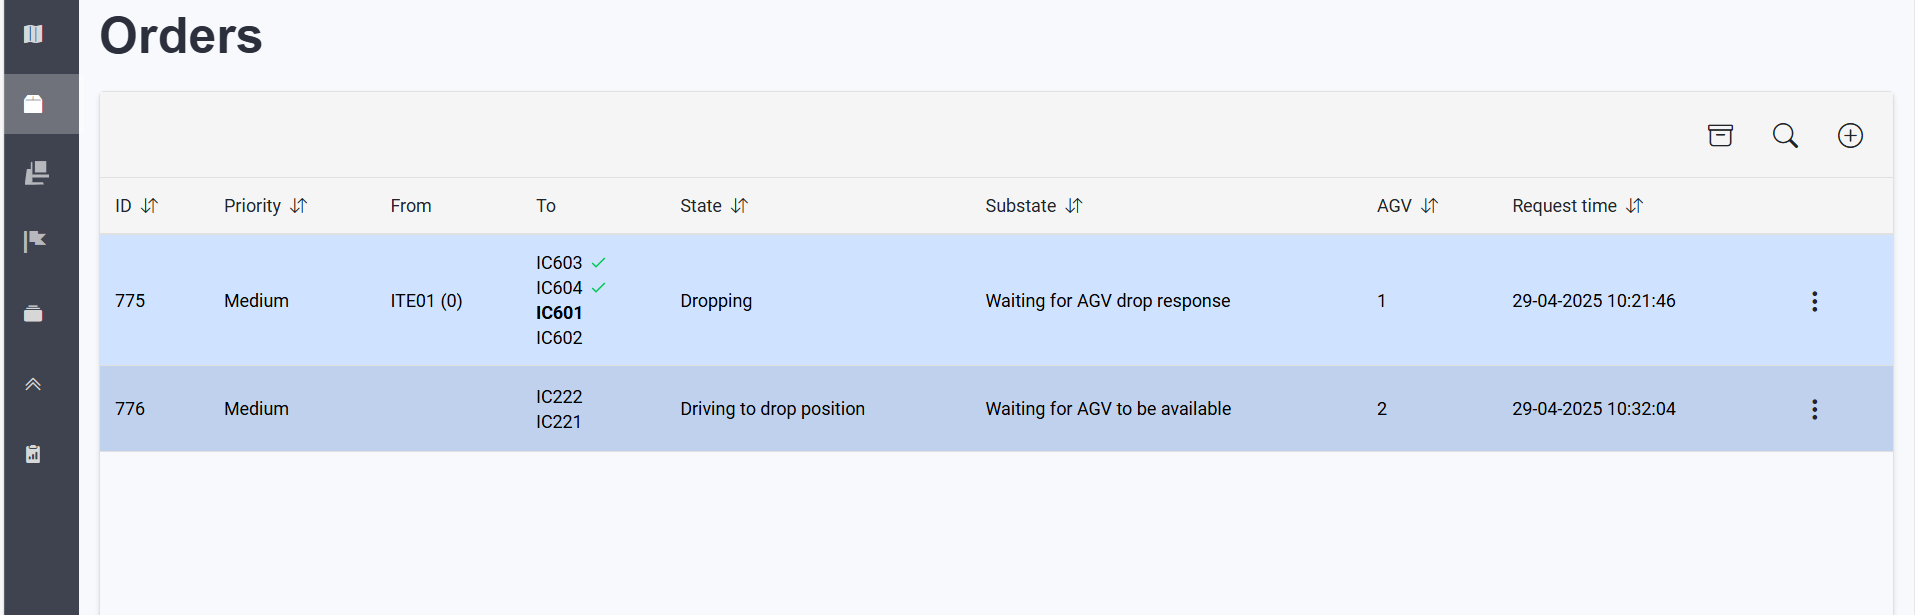 Orders
ID Priority From To State Substate AGV Request time
775 Medium ITE01 (0) IC603 Dropping Waiting for AGV drop response 1 29-04-2025 10:21:46
IC604
IC601
IC602
776 Medium IC222 Driving to drop position Waiting for AGV to be available 2 29-04-2025 10:32:04
IC221